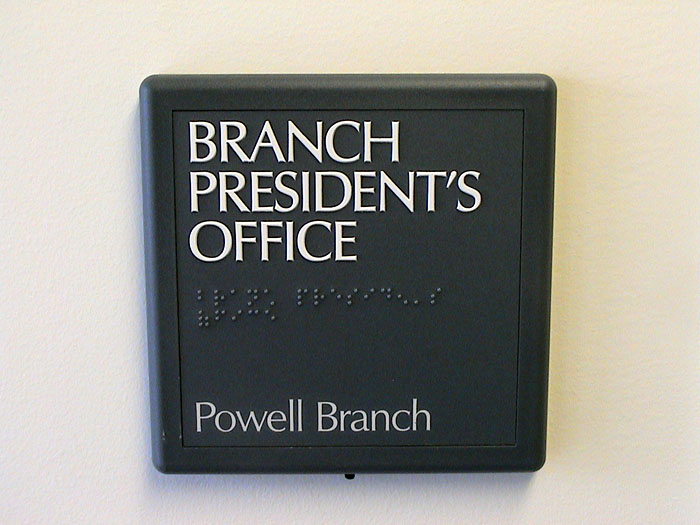 BRANCH
PRESIDENT'S
OFFICE
Powell Branch